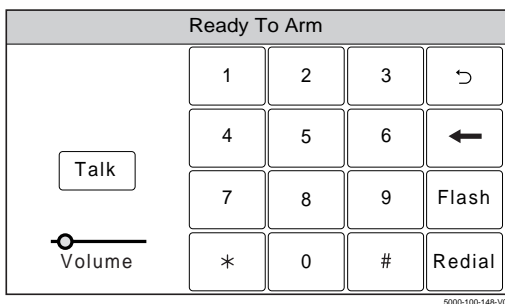 Ready To Arm
1 2 3
4 5 6
Talk
7 8 9 Flash
Volume
* 0 # Redial
5000-100-148-V0